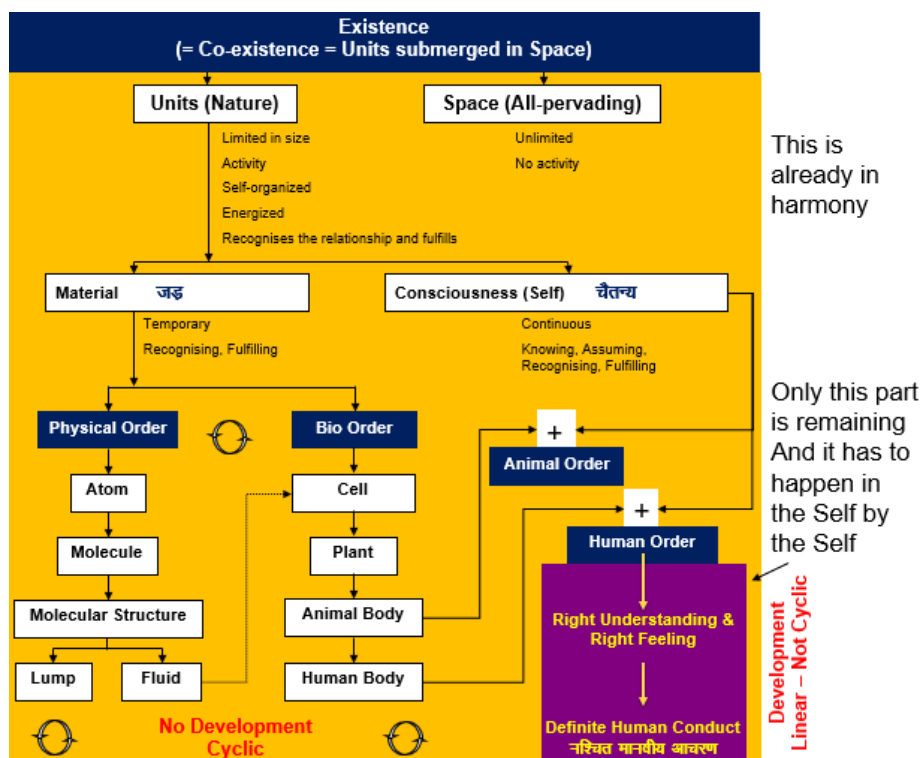 Existence
(= Co-existence = Units submerged in Space)
Units (Nature)
Space (All-pervading)
Limited in size
Activity
Self-organized
Energized
Recognises the relationship and fulfills
Unlimited
No activity
This is
already in
harmony
Material जड़
Consciousness (Self) चैतन्य
Temporary
Recognising, Fulfilling
Continuous
Knowing, Assuming,
Recognising, Fulfilling
Physical Order
Bio Order
+
Animal Order
Only this part
is remaining
And it has to
happen in
the Self by
the Self
Atom
Cell
+
Human Order
Molecule
Plant
Molecular Structure
Animal Body
Right Understanding &
Right Feeling
Lump
Fluid
Human Body
No Development
Cyclic
Definite Human Conduct
नश्चित मानवीय आचरण
Development
Linear – Not Cyclic